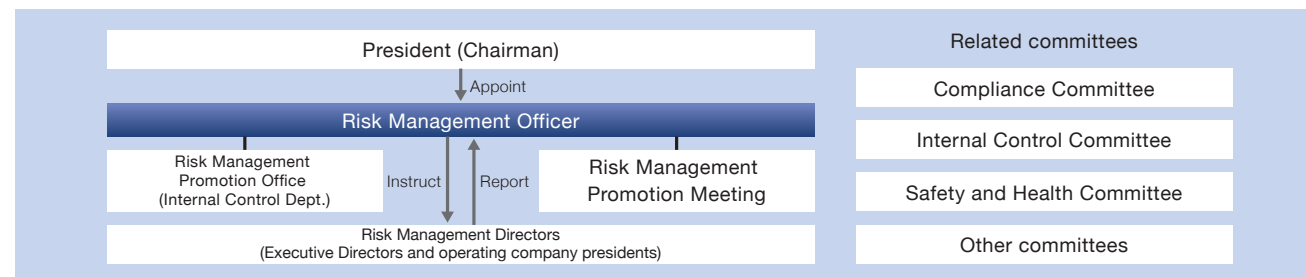 President (Chairman)
Appoint
Risk Management Officer
Risk Management
Promotion Office
(Internal Control Dept.)
Instruct
Report
Risk Management
Promotion Meeting
Risk Management Directors
(Executive Directors and operating company presidents)
Related committees
Compliance Committee
Internal Control Committee
Safety and Health Committee
Other committees